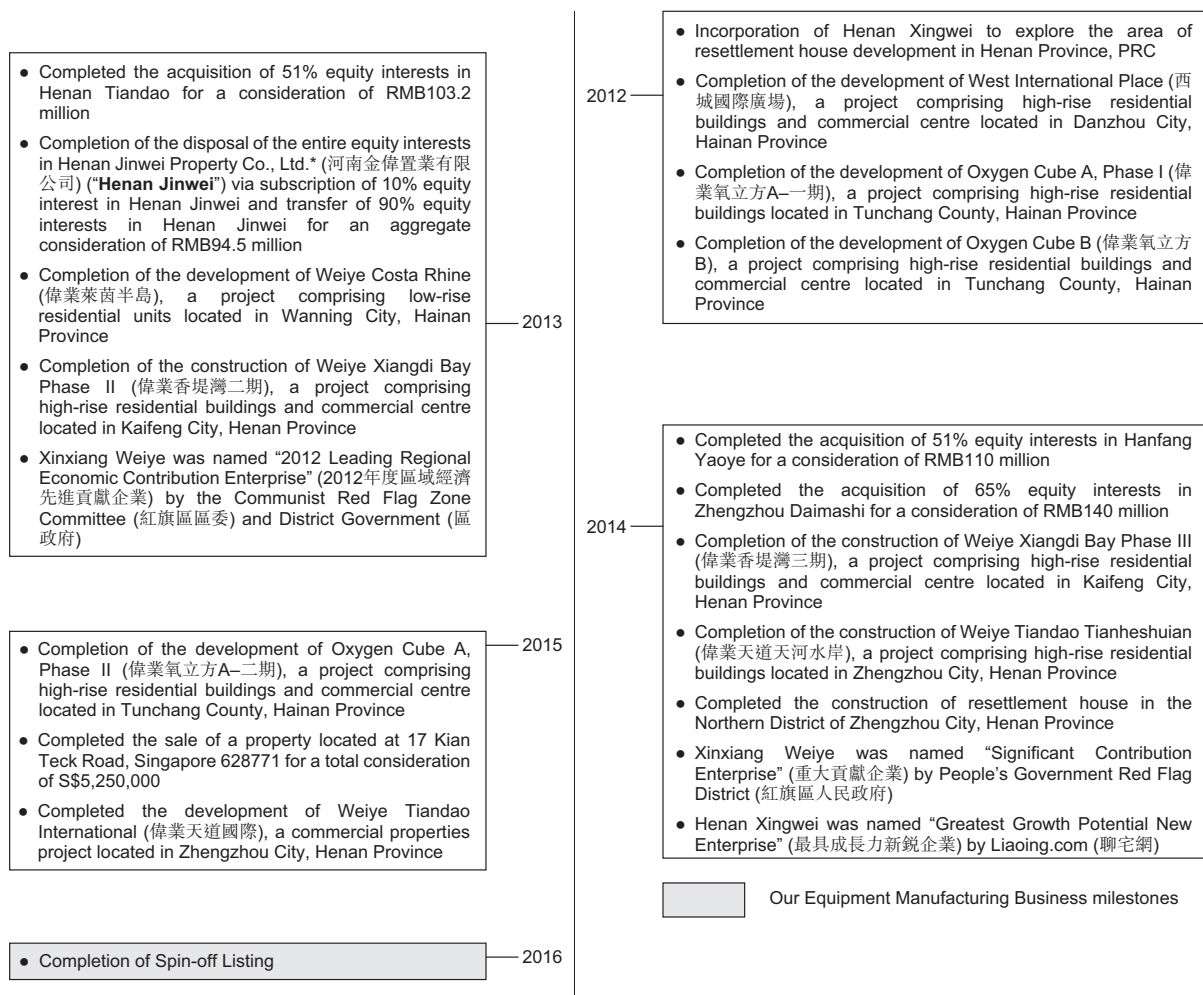 2012
● Incorporation of Henan Xingwei to explore the area of
resettlement house development in Henan Province, PRC
● Completion of the development of West International Place (西
城國際廣場), a project comprising high-rise residential
buildings and commercial centre located in Danzhou City,
Hainan Province
● Completion of the development of Oxygen Cube A, Phase I (偉
業氧立方A–一期), a project comprising high-rise residential
buildings located in Tunchang County, Hainan Province
● Completion of the development of Oxygen Cube B (偉業氧立方
B), a project comprising high-rise residential buildings and
commercial centre located in Tunchang County, Hainan
Province
● Completed the acquisition of 51% equity interests in
Henan Tiandao for a consideration of RMB103.2
million
● Completion of the disposal of the entire equity interests
in Henan Jinwei Property Co., Ltd.* (河南金偉置業有限
公司) (“Henan Jinwei”) via subscription of 10% equity
interest in Henan Jinwei and transfer of 90% equity
interests in Henan Jinwei for an aggregate
consideration of RMB94.5 million
● Completion of the development of Weiye Costa Rhine
(偉業萊茵半島), a project comprising low-rise
residential units located in Wanning City, Hainan
Province
● Completion of the construction of Weiye Xiangdi Bay
Phase II (偉業香堤灣二期), a project comprising
high-rise residential buildings and commercial centre
located in Kaifeng City, Henan Province
● Xinxiang Weiye was named “2012 Leading Regional
Economic Contribution Enterprise” (2012年度區域經濟
先進貢獻企業) by the Communist Red Flag Zone
Committee (紅旗區區委) and District Government (區
政府)
2013
2014
● Completed the acquisition of 51% equity interests in Hanfang
Yaoye for a consideration of RMB110 million
● Completed the acquisition of 65% equity interests in
Zhengzhou Daimashi for a consideration of RMB140 million
● Completion of the construction of Weiye Xiangdi Bay Phase III
(偉業香堤灣三期), a project comprising high-rise residential
buildings and commercial centre located in Kaifeng City,
Henan Province
● Completion of the construction of Weiye Tiandao Tianheshuian
(偉業天道天河水岸), a project comprising high-rise residential
buildings located in Zhengzhou City, Henan Province
● Completed the construction of resettlement house in the
Northern District of Zhengzhou City, Henan Province
● Xinxiang Weiye was named “Significant Contribution
Enterprise” (重大貢獻企業) by People’s Government Red Flag
District (紅旗區人民政府)
● Henan Xingwei was named “Greatest Growth Potential New
Enterprise” (最具成長力新銳企業) by Liaoing.com (聊宅網)
● Completion of the development of Oxygen Cube A,
Phase II (偉業氧立方A–二期), a project comprising
high-rise residential buildings and commercial centre
located in Tunchang County, Hainan Province
● Completed the sale of a property located at 17 Kian
Teck Road, Singapore 628771 for a total consideration
of S$5,250,000
● Completed the development of Weiye Tiandao
International (偉業天道國際), a commercial properties
project located in Zhengzhou City, Henan Province
2015
Our Equipment Manufacturing Business milestones
● Completion of Spin-off Listing
2016